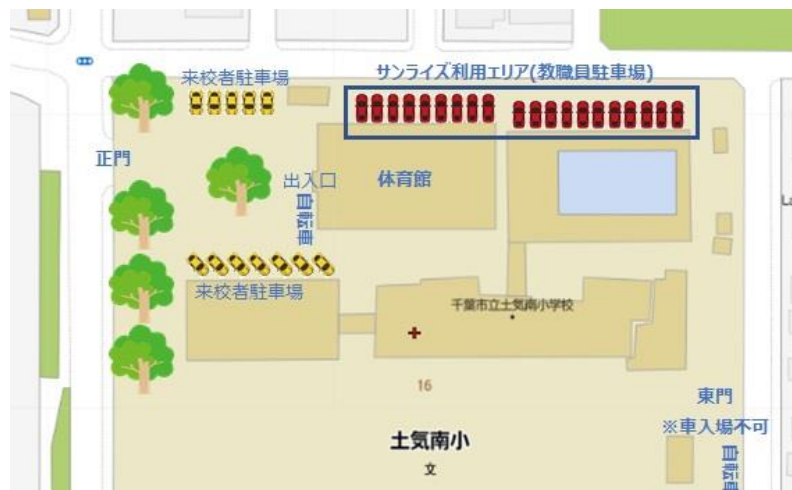 来校者駐車場
サンライズ利用エリア(教職員駐車場)
正門
出入口
体育館
自転車
来校者駐車場
千葉市立土気南小学校
16
東門
※車入場不可
土気南小
文
自転車
La